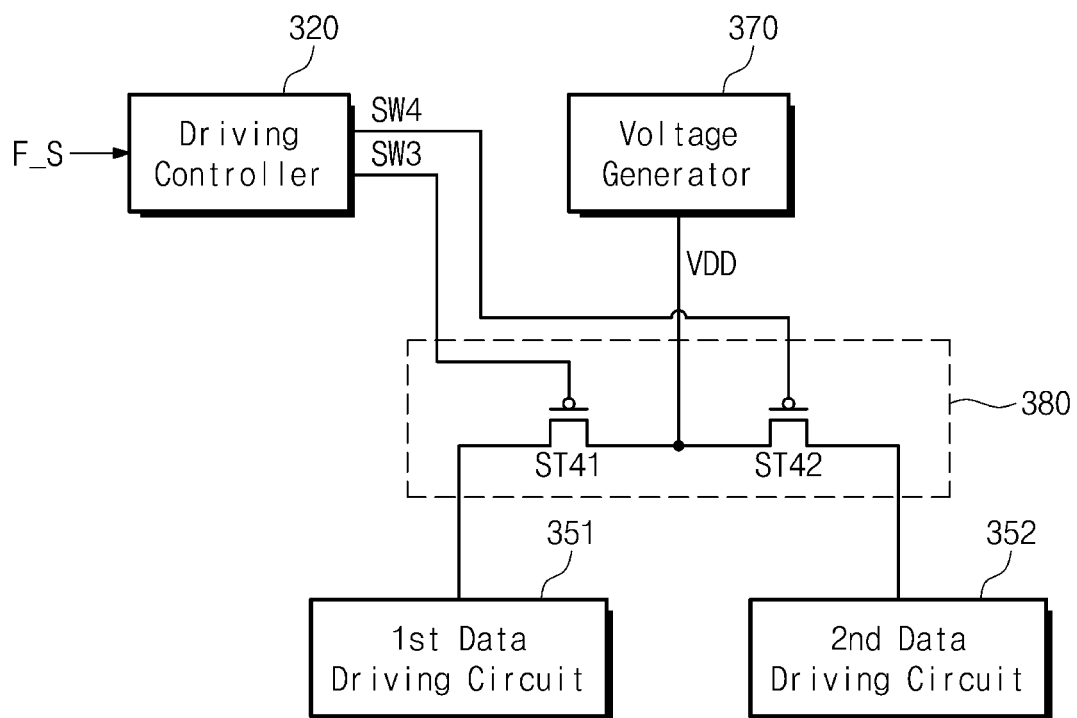 320
370
Driving
Controller
F_S
SW4
SW3
Voltage
Generator
VDD
380
ST41
ST42
351
352
1st Data
Driving Circuit
2nd Data
Driving Circuit